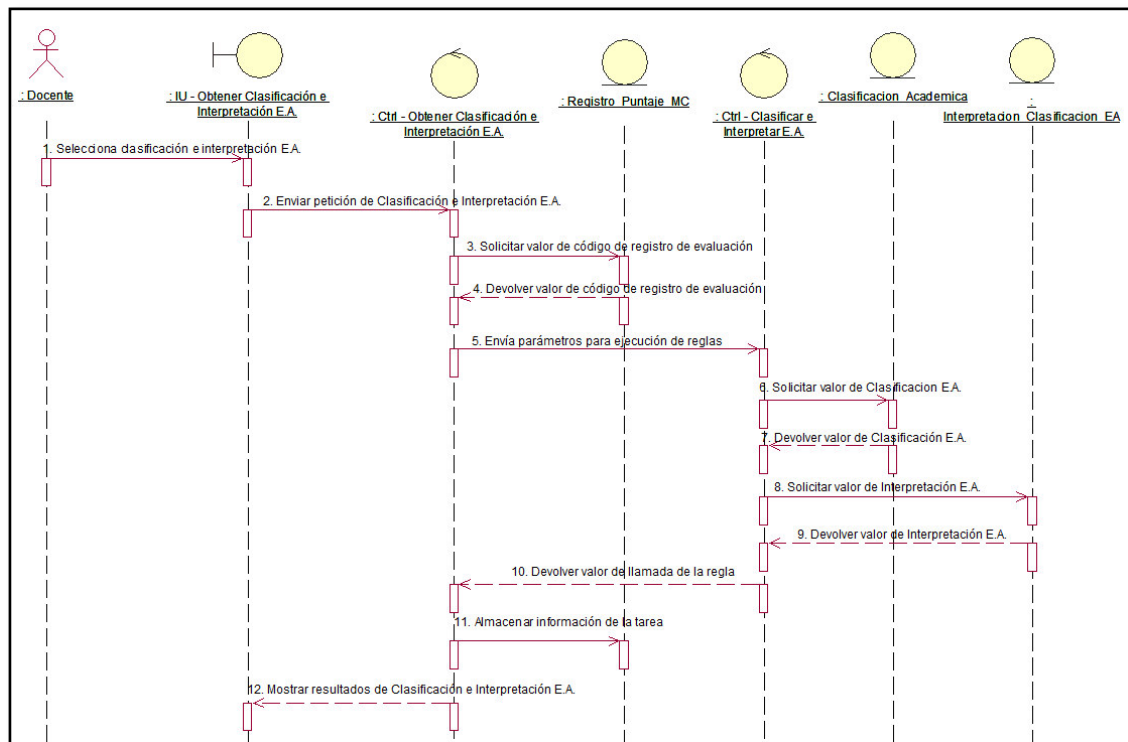 : Docente
: IU - Obtener Clasificación e
Interpretación E.A.
: Ctrl - Obtener Clasificación e
Interpretación E.A.
: Registro_Puntaje_MC
: Ctrl - Clasificar e
Interpretar E.A.
: Clasificacion_Academica
:
Interpretacion_Clasificacion_EA
1. Selecciona clasificación e interpretación E.A.
2. Enviar petición de Clasificación e Interpretación E.A.
3. Solicitar valor de código de registro de evaluación
4. Devolver valor de código de registro de evaluación
5. Envía parámetros para ejecución de reglas
6. Solicitar valor de Clasificacion E.A.
7. Devolver valor de Clasificación E.A.
8. Solicitar valor de Interpretación E.A.
9. Devolver valor de Interpretación E.A.
10. Devolver valor de llamada de la regla
11. Almacenar información de la tarea
12. Mostrar resultados de Clasificación e Interpretación E.A.